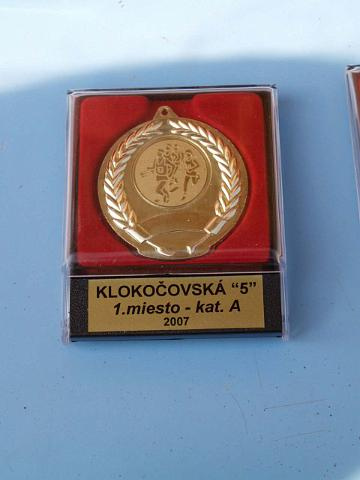 KLOKOČOVSKÁ “5”
1.miesto - kat. A
2007